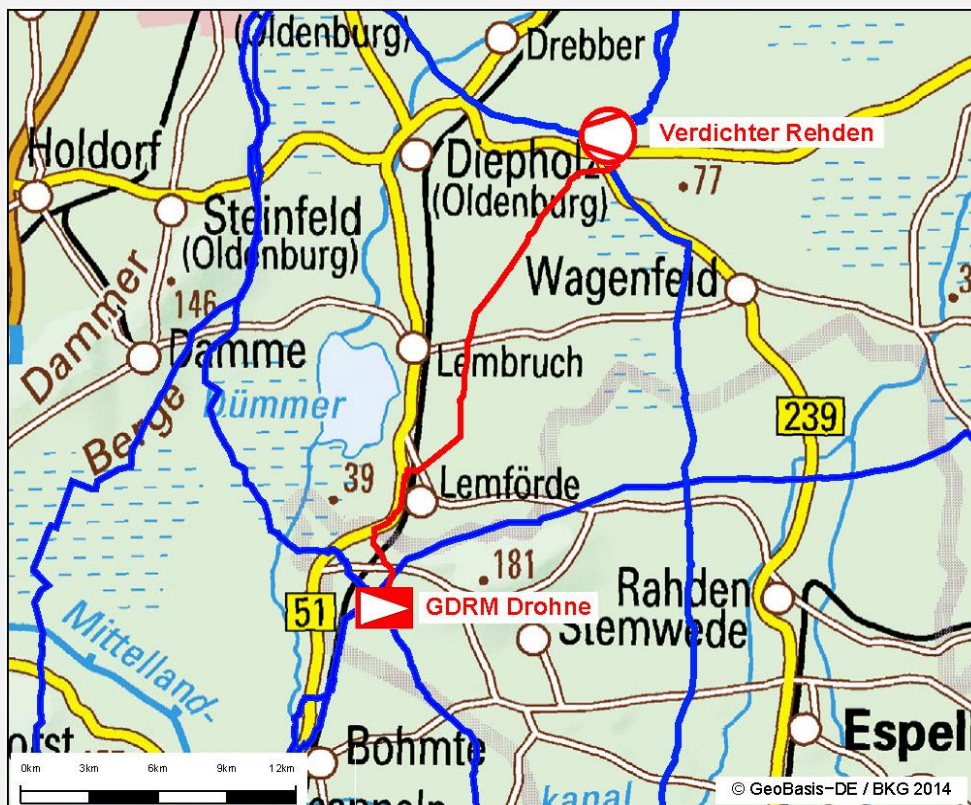 (Oldenburg)
Drebber
Verdichter Rehden
Holdorf
Diepholz
(Oldenburg)
77
Steinfeld
(Oldenburg)
Wagenfeld
146
Dammer
Berge
Damme
Lembruch
Dümmer
239
39
Lemförde
181
Rahden
51
GDRM Drohne
Stemwede
Mittelland-
Bohmte
kanal
0km 3km 6km 9km 12km
© GeoBasis-DE / BKG 2014